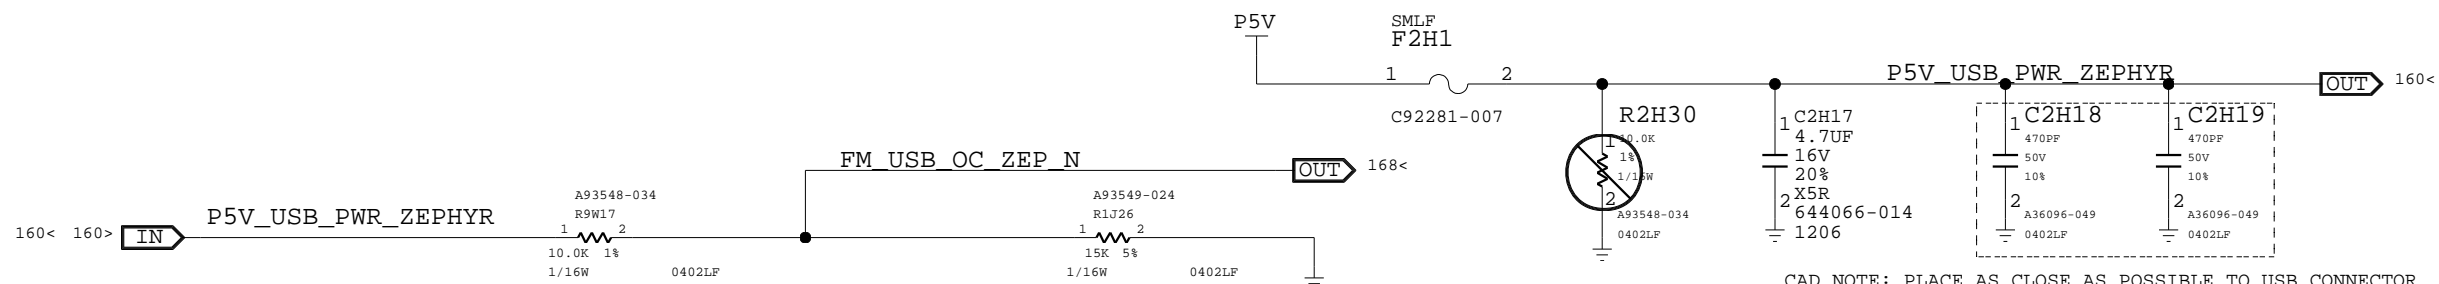 P5V
SMLF
F2H1
1
2
C92281-007
P5V_USB_PWR_ZEPHYR
OUT
160<
R2H30
1
10.0K
1%
1/16W
2
A93548-034
0402LF
1
C2H17
4.7UF
16V
20%
2
X5R
644066-014
1206
1
C2H18
470PF
50V
10%
2
A36096-049
0402LF
1
C2H19
470PF
50V
10%
2
A36096-049
0402LF
CAD NOTE: PLACE AS CLOSE AS POSSIBLE TO USB CONNECTOR
FM_USB_OC_ZEP_N
OUT
168<
160< 160>
IN
P5V_USB_PWR_ZEPHYR
A93548-034
R9W17
1
2
10.0K 1%
1/16W
0402LF
A93549-024
R1J26
1
2
15K 5%
1/16W
0402LF